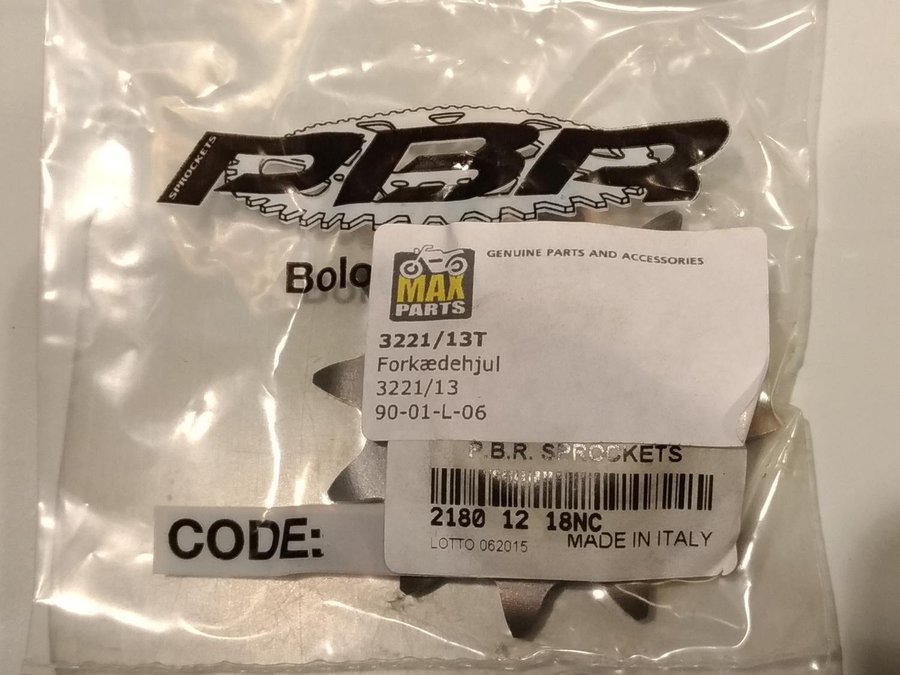 SPROCKETS
PBR
Bolo
GENUINE PARTS AND ACCESSORIES
MAX
PARTS
3221/13T
Forkædehjul
3221/13
90-01-L-06
P.B.R. SPROCKETS
2180 12 18NC
LOTTO 062015 MADE IN ITALY
CODE: